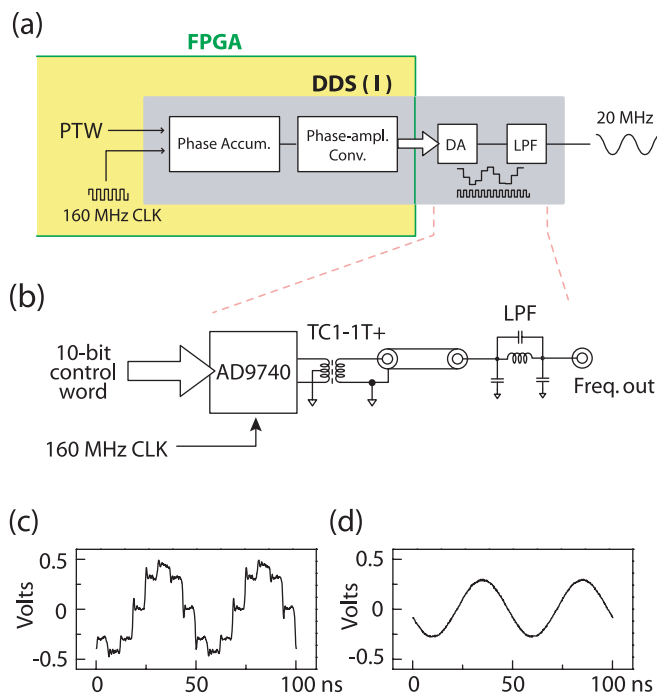 (a)
FPGA
DDS ( I )
PTW
Phase Accum.
Phase-ampl.
Conv.
DA
LPF
20 MHz
160 MHz CLK
(b)
TC1-1T+
LPF
10-bit
control
word
AD9740
Freq. out
160 MHz CLK
(c)
(d)
Volts
0.5
0
-0.5
0
50
100 ns
Volts
0.5
0
-0.5
0
50
100 ns